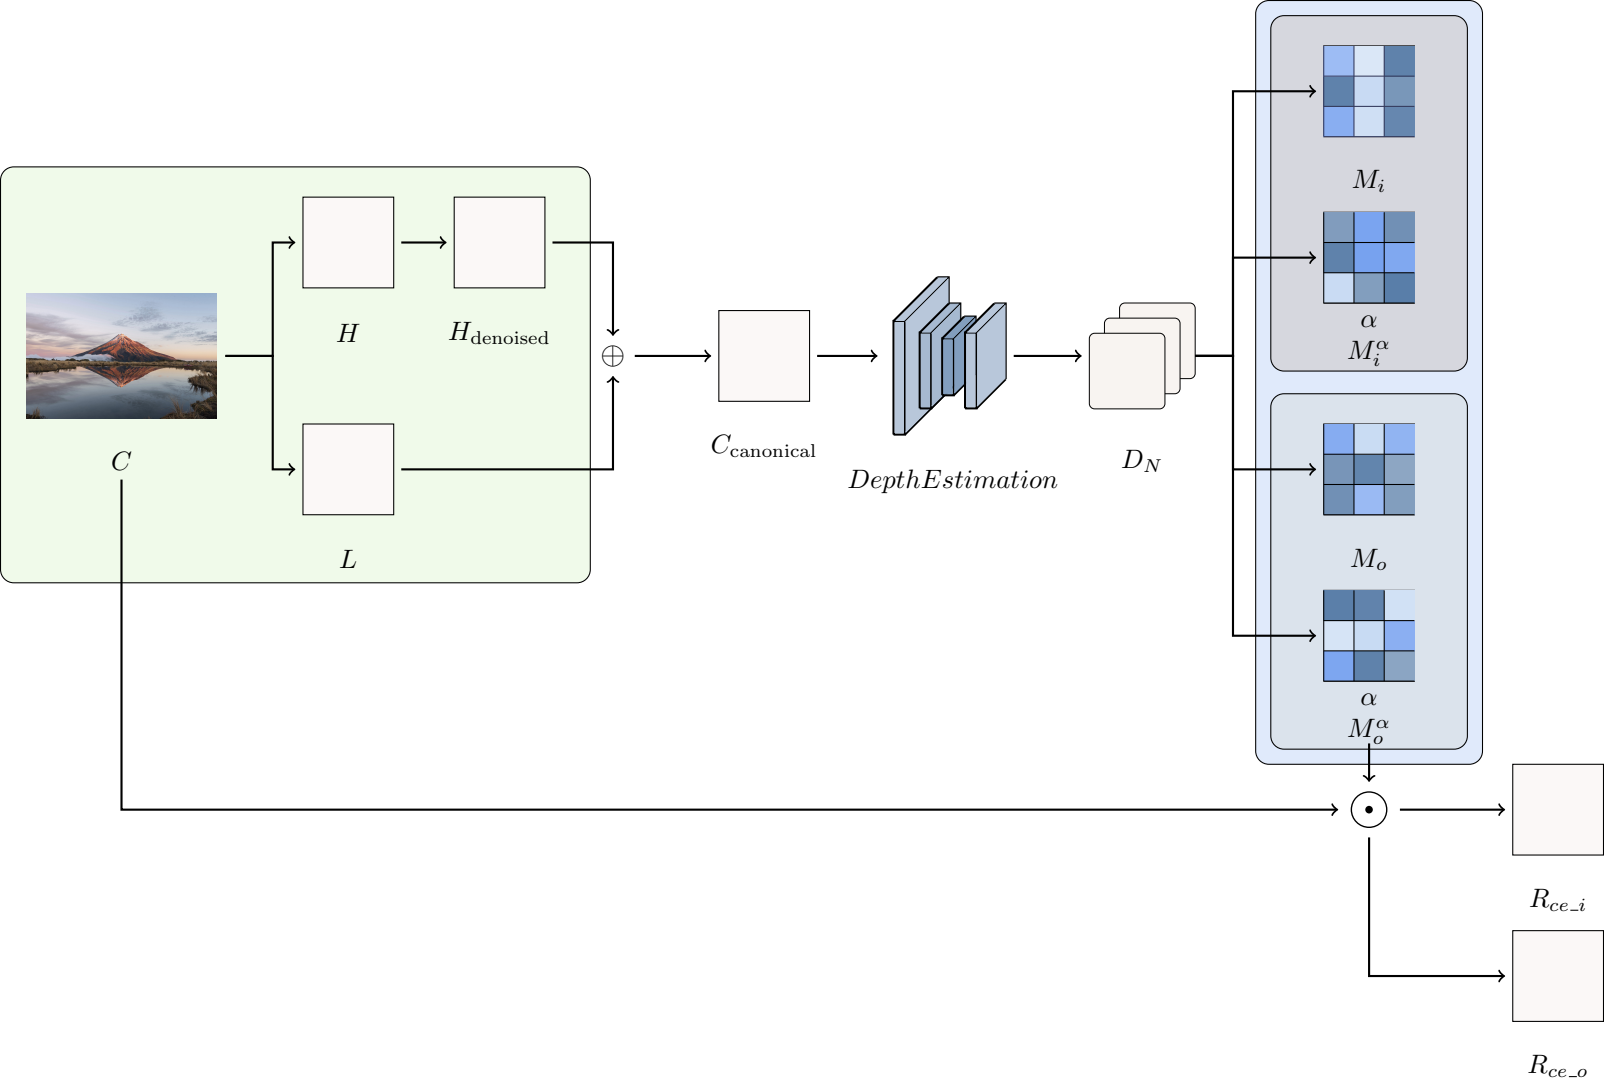 C
H
H_denoised
L
⊕
C_canonical
DepthEstimation
D_N
M_i
α
M_i^α
M_o
α
M_o^α
R_ce_i
R_ce_o